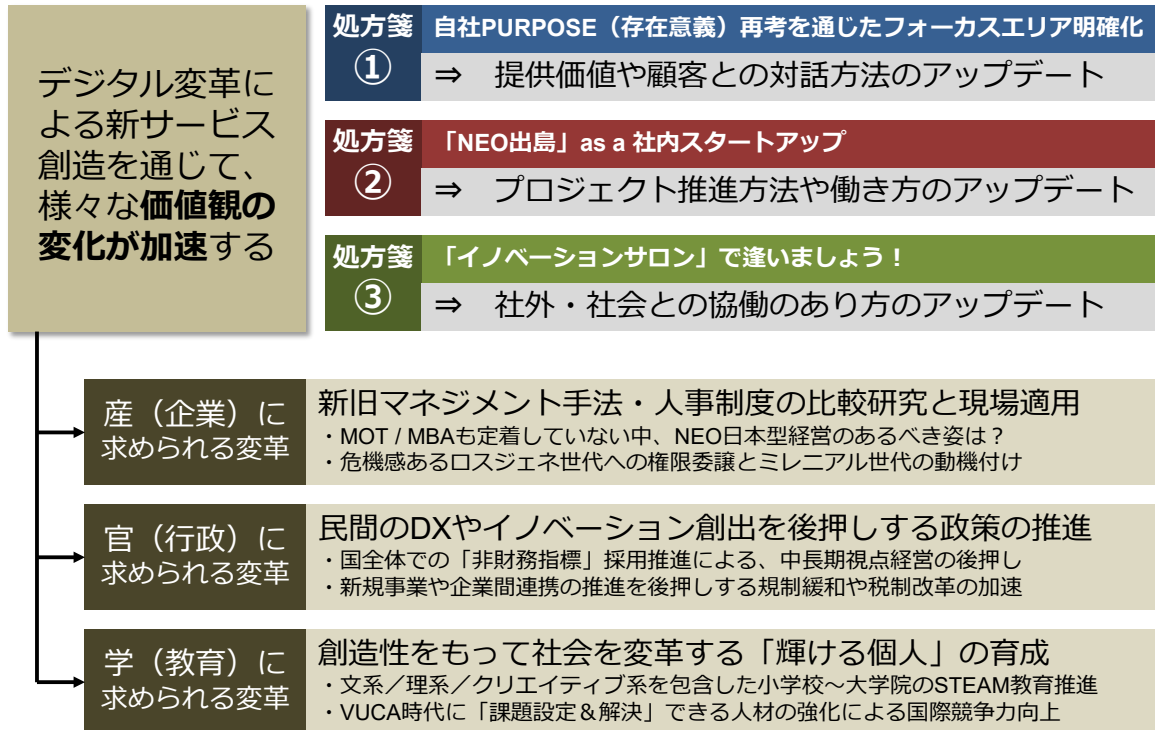 デジタル変革に
よる新サービス
創造を通じて、
様々な価値観の
変化が加速する
処方箋
①
自社PURPOSE（存在意義）再考を通じたフォーカスエリア明確化
⇒ 提供価値や顧客との対話方法のアップデート
処方箋
②
「NEO出島」as a 社内スタートアップ
⇒ プロジェクト推進方法や働き方のアップデート
処方箋
③
「イノベーションサロン」で逢いましょう！
⇒ 社外・社会との協働のあり方のアップデート
産（企業）に
求められる変革
新旧マネジメント手法・人事制度の比較研究と現場適用
・MOT / MBAも定着していない中、NEO日本型経営のあるべき姿は？
・危機感あるロスジェネ世代への権限委譲とミレニアル世代の動機付け
官（行政）に
求められる変革
民間のDXやイノベーション創出を後押しする政策の推進
・国全体での「非財務指標」採用推進による、中長期視点経営の後押し
・新規事業や企業間連携の推進を後押しする規制緩和や税制改革の加速
学（教育）に
求められる変革
創造性をもって社会を変革する「輝ける個人」の育成
・文系／理系／クリエイティブ系を包含した小学校～大学院のSTEAM教育推進
・VUCA時代に「課題設定＆解決」できる人材の強化による国際競争力向上